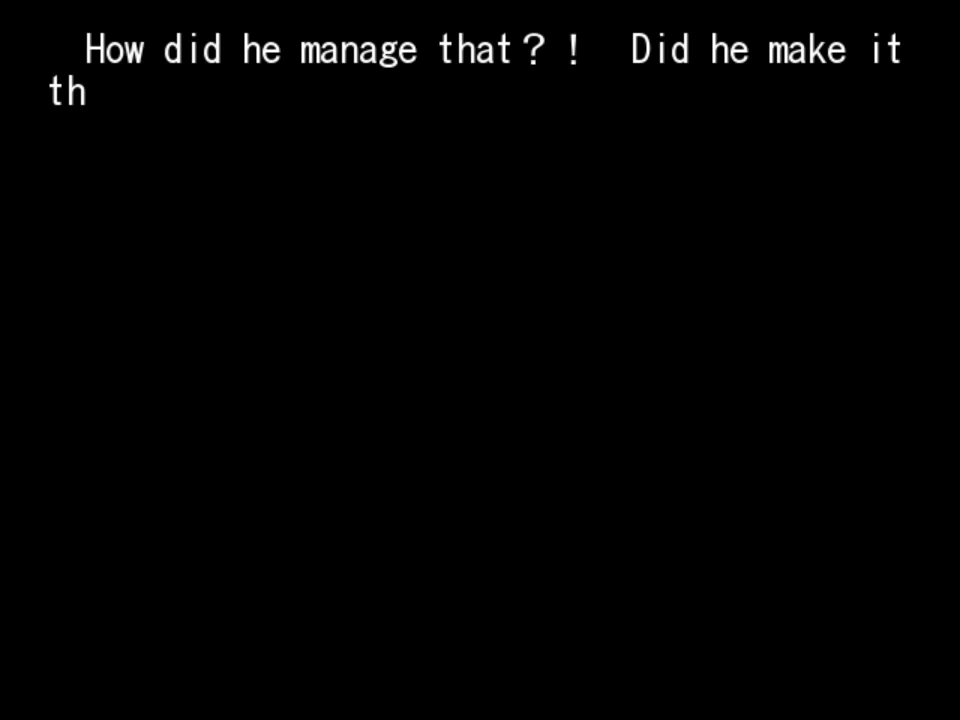 How did he manage that？！　Did he make it
th